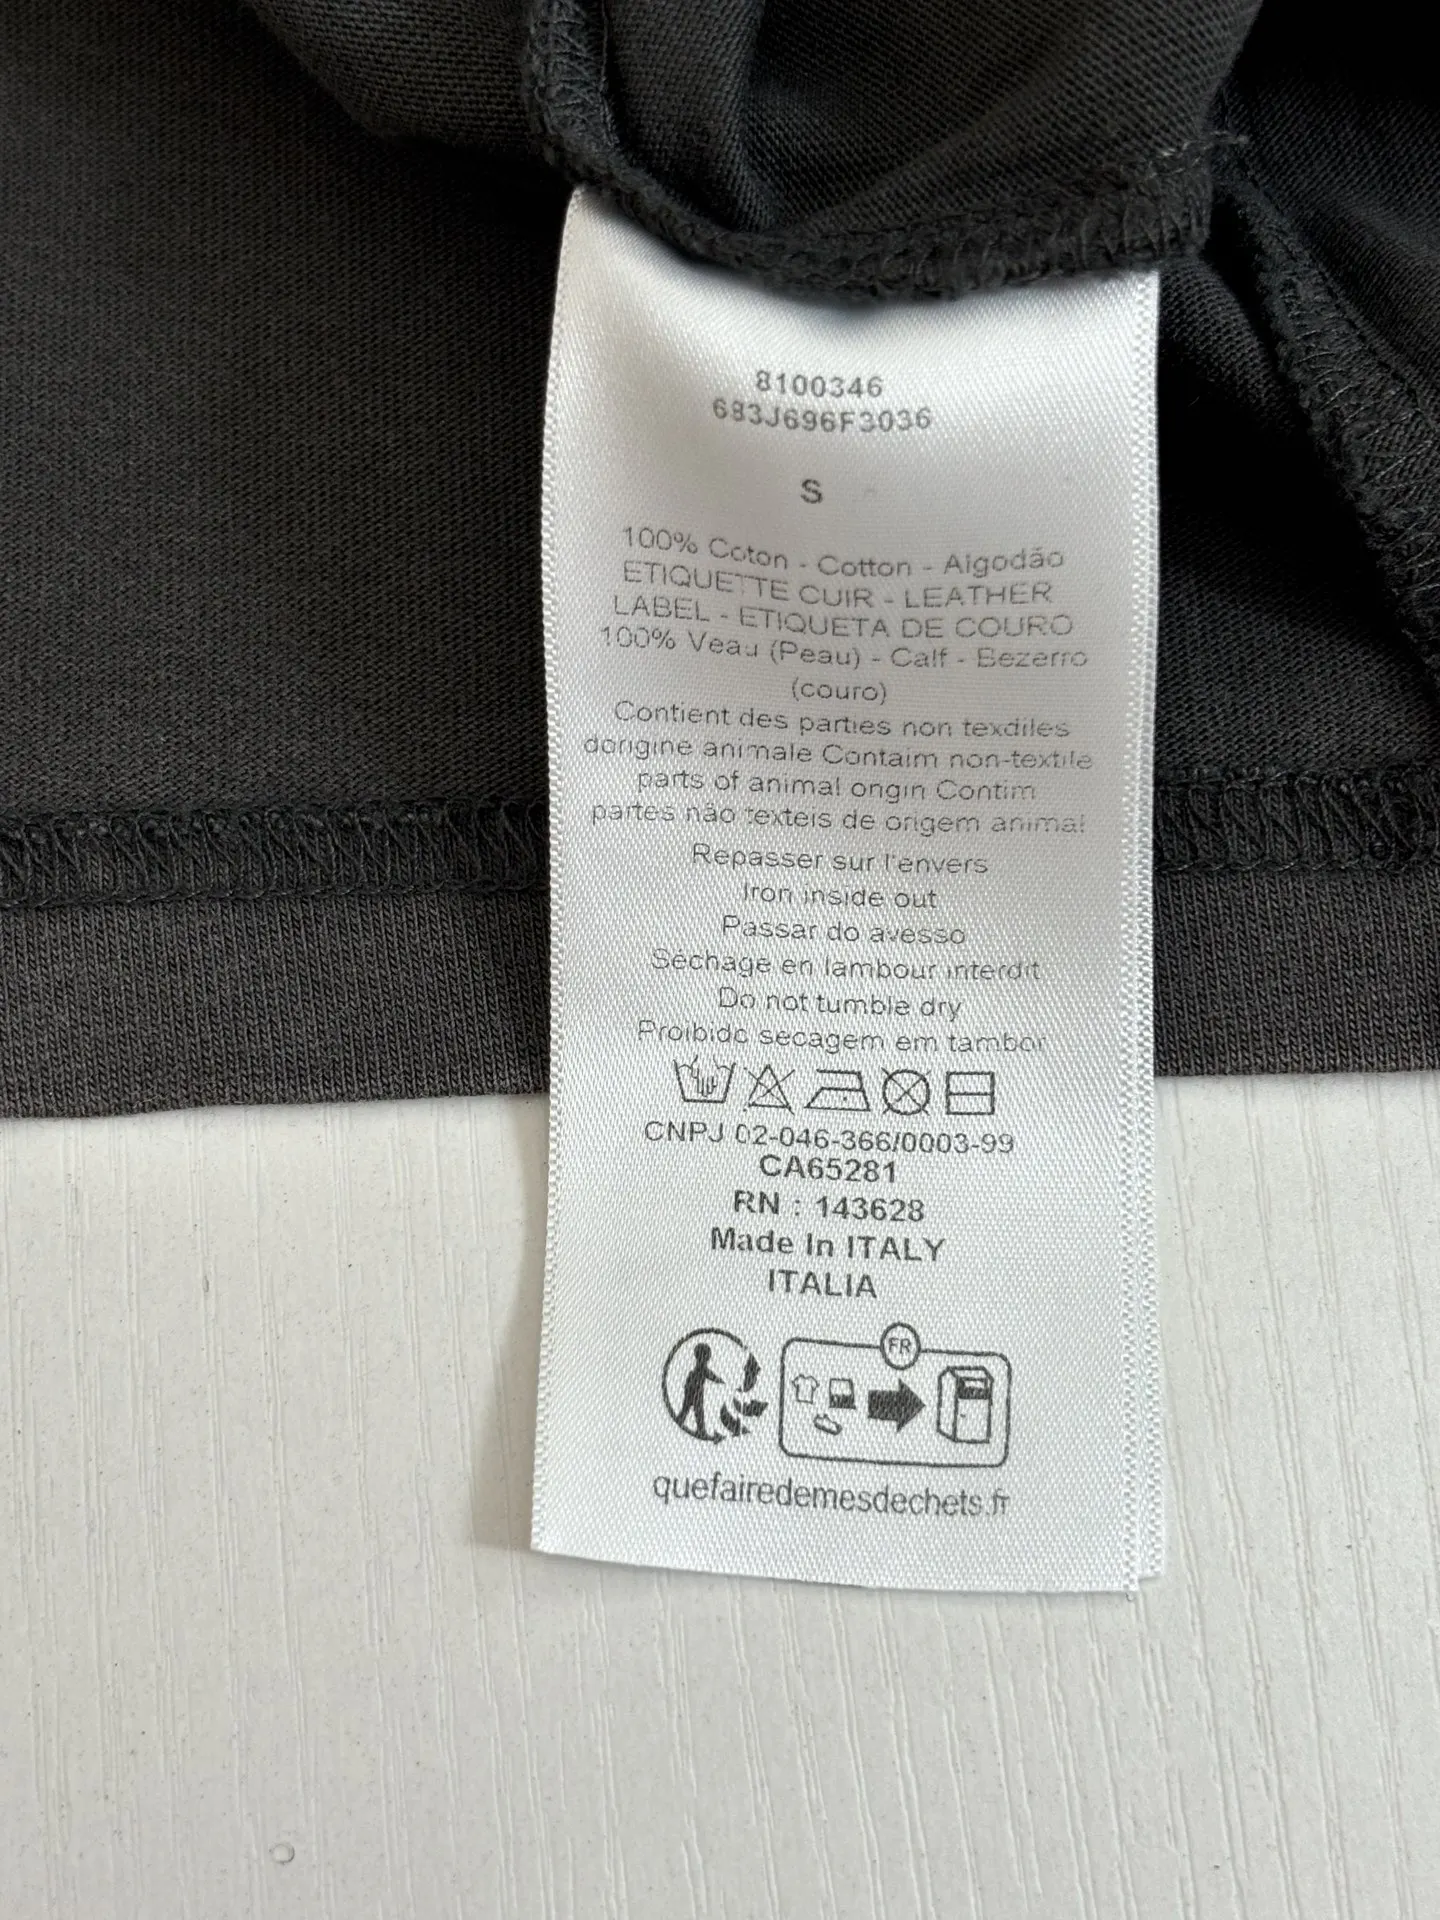 8100346
683J696F3036
S
100% Coton - Cotton - Algodão
ETIQUETTE CUIR - LEATHER
LABEL - ETIQUETA DE COURO
100% Veau (Peau) - Calf - Bezerro
(couro)
Contient des parties non texdiles
dorigine animale Contaim non-textile
parts of animal ongin Contim
partes não texteis de origem animal
Repasser sur l'envers
Iron inside out
Passar do avesso
Séchage en lambour interdit
Do not tumble dry
Proibido secagem em tambor
CNPJ 02-046-366/0003-99
CA65281
RN : 143628
Made In ITALY
ITALIA
FR
quefairedemesdechets.fr